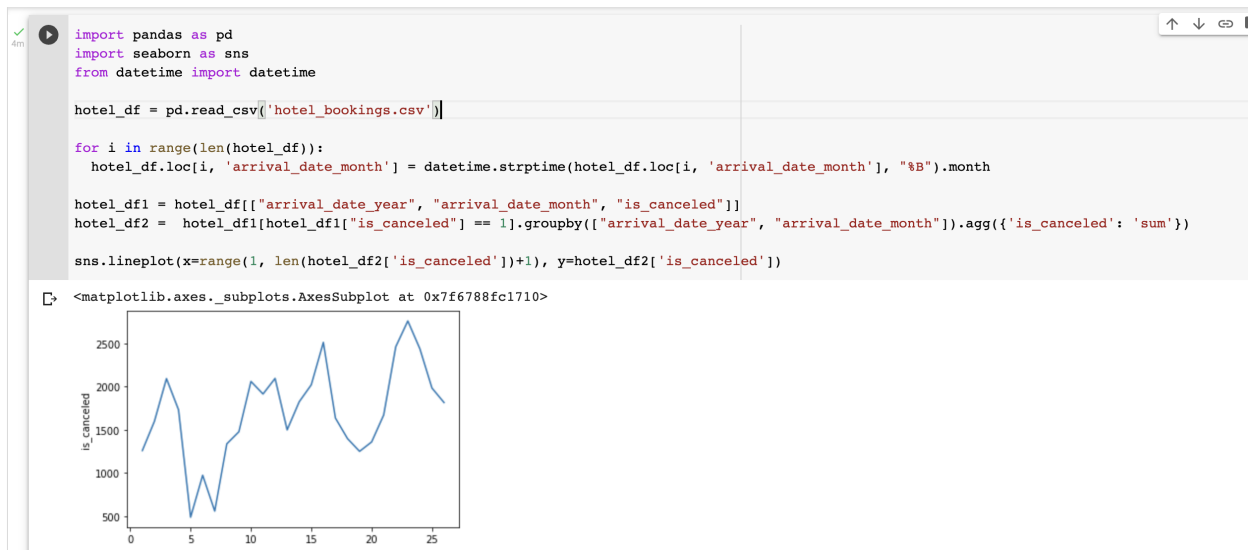 4m
import pandas as pd
import seaborn as sns
from datetime import datetime
hotel_df = pd.read_csv('hotel_bookings.csv')
for i in range(len(hotel_df)):
hotel_df.loc[i, 'arrival_date_month'] = datetime.strptime(hotel_df.loc[i, 'arrival_date_month'], "%B").month
hotel_df1 = hotel_df[["arrival_date_year", "arrival_date_month", "is_canceled"]]
hotel_df2 =  hotel_df1[hotel_df1["is_canceled"] == 1].groupby(["arrival_date_year", "arrival_date_month"]).agg({'is_canceled': 'sum'})
sns.lineplot(x=range(1, len(hotel_df2['is_canceled'])+1), y=hotel_df2['is_canceled'])
<matplotlib.axes._subplots.AxesSubplot at 0x7f6788fc1710>
2500
2000
1500
1000
500
is_canceled
0 5 10 15 20 25